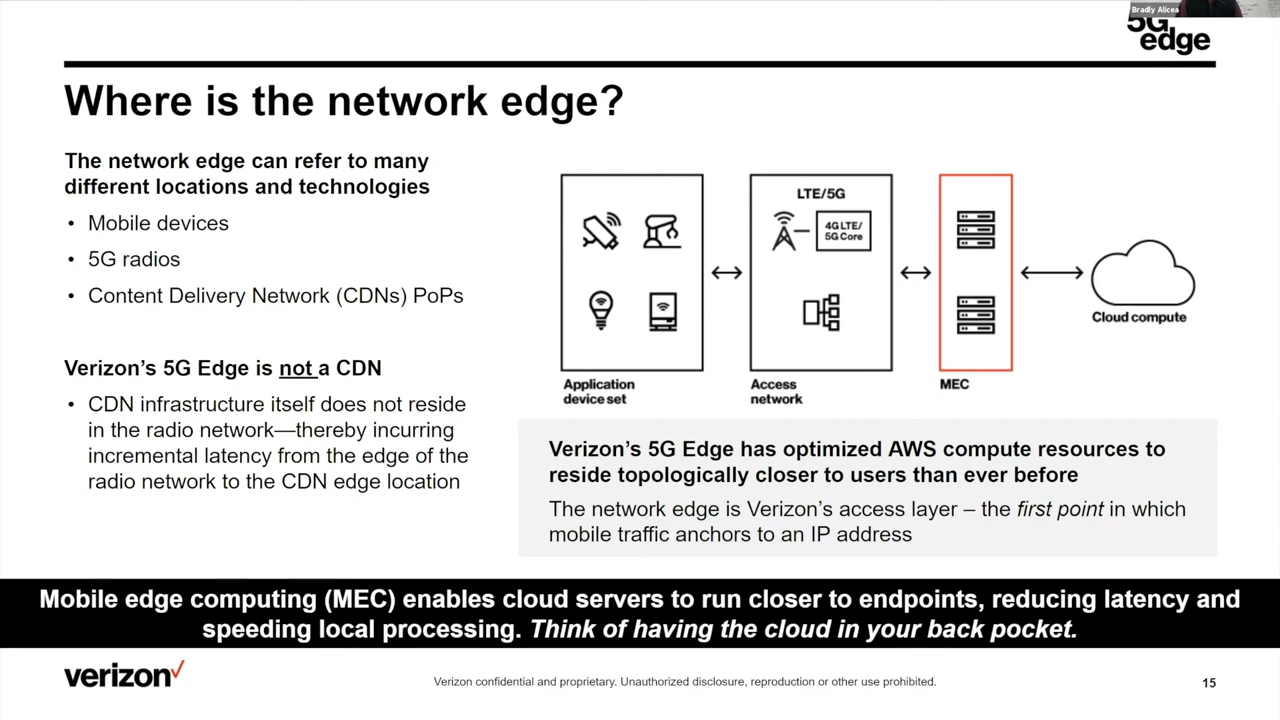 Bradly Alicea
5G
edge
Where is the network edge?
The network edge can refer to many
different locations and technologies
• Mobile devices
• 5G radios
• Content Delivery Network (CDNs) PoPs
Verizon's 5G Edge is not a CDN
• CDN infrastructure itself does not reside
in the radio network—thereby incurring
incremental latency from the edge of the
radio network to the CDN edge location
LTE/5G
4G LTE/
5G Core
Application
device set
Access
network
MEC
Cloud compute
Verizon's 5G Edge has optimized AWS compute resources to
reside topologically closer to users than ever before
The network edge is Verizon's access layer – the first point in which
mobile traffic anchors to an IP address
Mobile edge computing (MEC) enables cloud servers to run closer to endpoints, reducing latency and
speeding local processing. Think of having the cloud in your back pocket.
verizon
Verizon confidential and proprietary. Unauthorized disclosure, reproduction or other use prohibited.
15